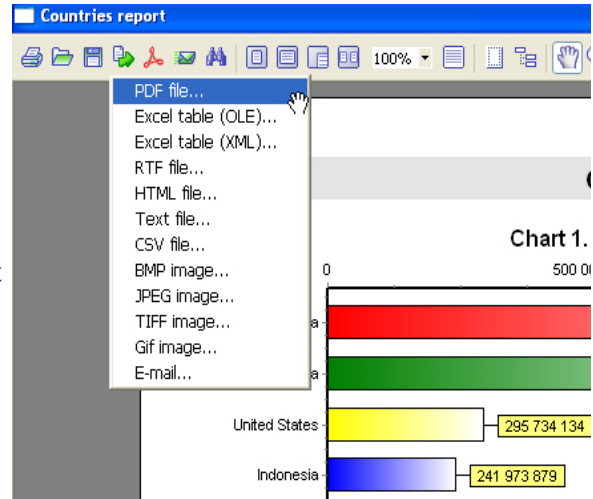 Countries report
100%
PDF file...
Excel table (OLE)...
Excel table (XML)...
RTF file...
HTML file...
Text file...
CSV file...
BMP image...
JPEG image...
TIFF image...
Gif image...
E-mail...
Chart 1.
0
500 0
a
a
United States
295 734 134
Indonesia
241 973 879